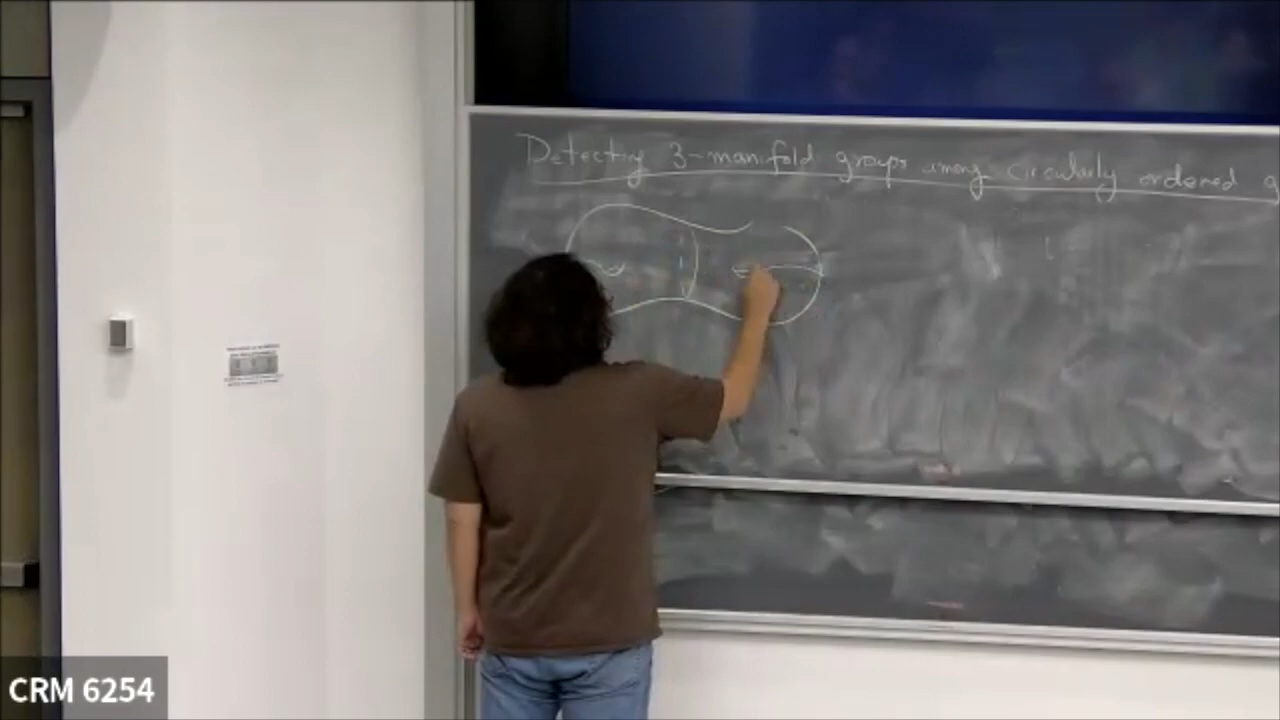 Detecting 3-manifold groups among circularly ordered g
CRM 6254